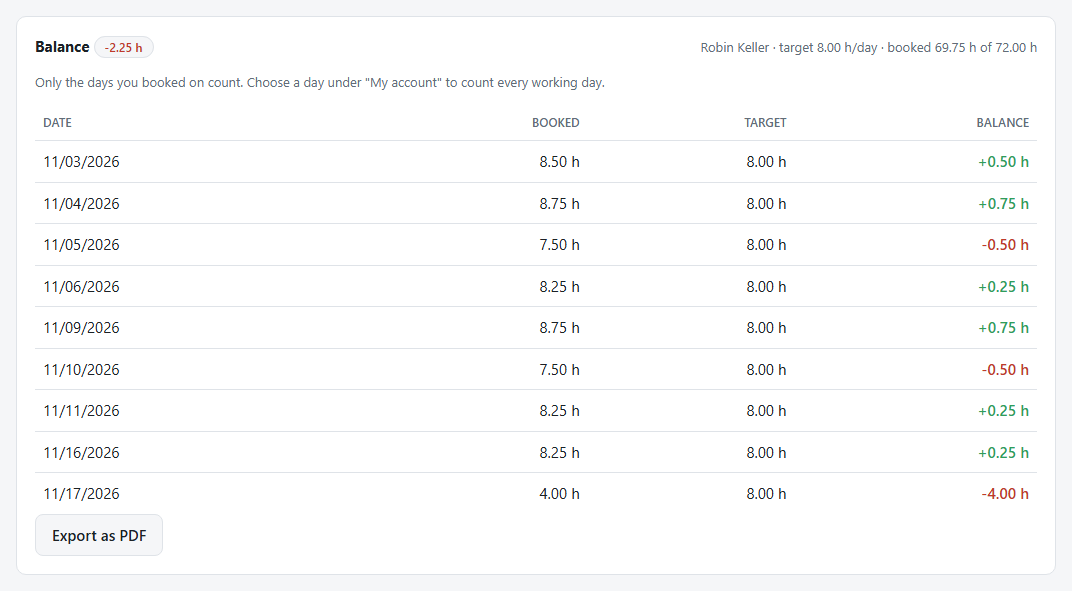 Balance -2.25 h Robin Keller · target 8.00 h/day · booked 69.75 h of 72.00 h
Only the days you booked on count. Choose a day under "My account" to count every working day.
DATE BOOKED TARGET BALANCE
11/03/2026 8.50 h 8.00 h +0.50 h
11/04/2026 8.75 h 8.00 h +0.75 h
11/05/2026 7.50 h 8.00 h -0.50 h
11/06/2026 8.25 h 8.00 h +0.25 h
11/09/2026 8.75 h 8.00 h +0.75 h
11/10/2026 7.50 h 8.00 h -0.50 h
11/11/2026 8.25 h 8.00 h +0.25 h
11/16/2026 8.25 h 8.00 h +0.25 h
11/17/2026 4.00 h 8.00 h -4.00 h
Export as PDF